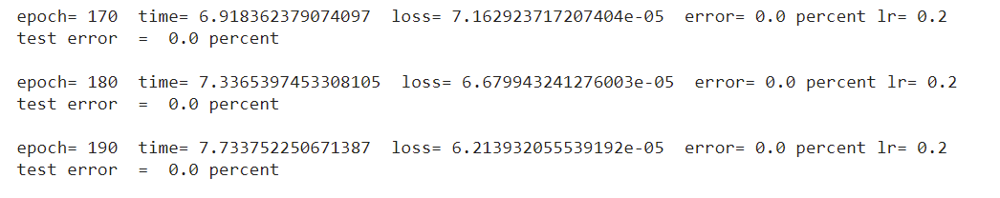 epoch= 170  time= 6.918362379074097  loss= 7.162923717207404e-05  error= 0.0 percent lr= 0.2
test error  =  0.0 percent
epoch= 180  time= 7.3365397453308105  loss= 6.679943241276003e-05  error= 0.0 percent lr= 0.2
test error  =  0.0 percent
epoch= 190  time= 7.733752250671387  loss= 6.213932055539192e-05  error= 0.0 percent lr= 0.2
test error  =  0.0 percent